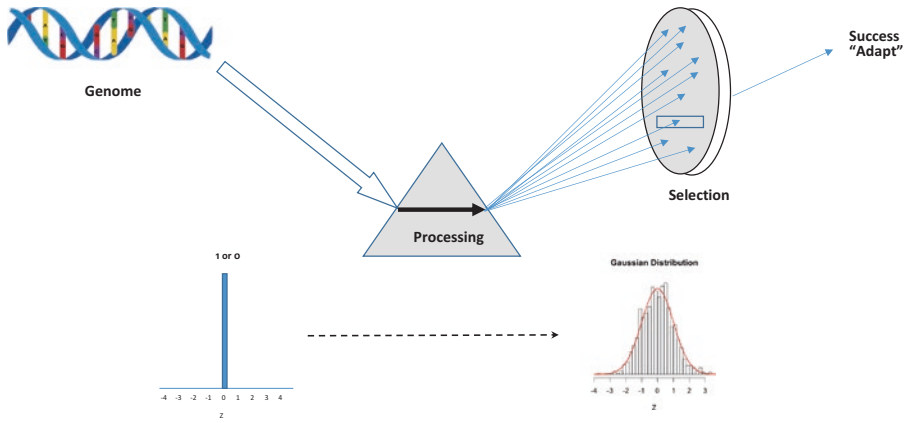 Genome
Processing
Selection
Success
“Adapt”
1 or 0
-4 -3 -2 -1 0 1 2 3 4
Z
Gaussian Distribution
-4 -3 -2 -1 0 1 2 3
Z